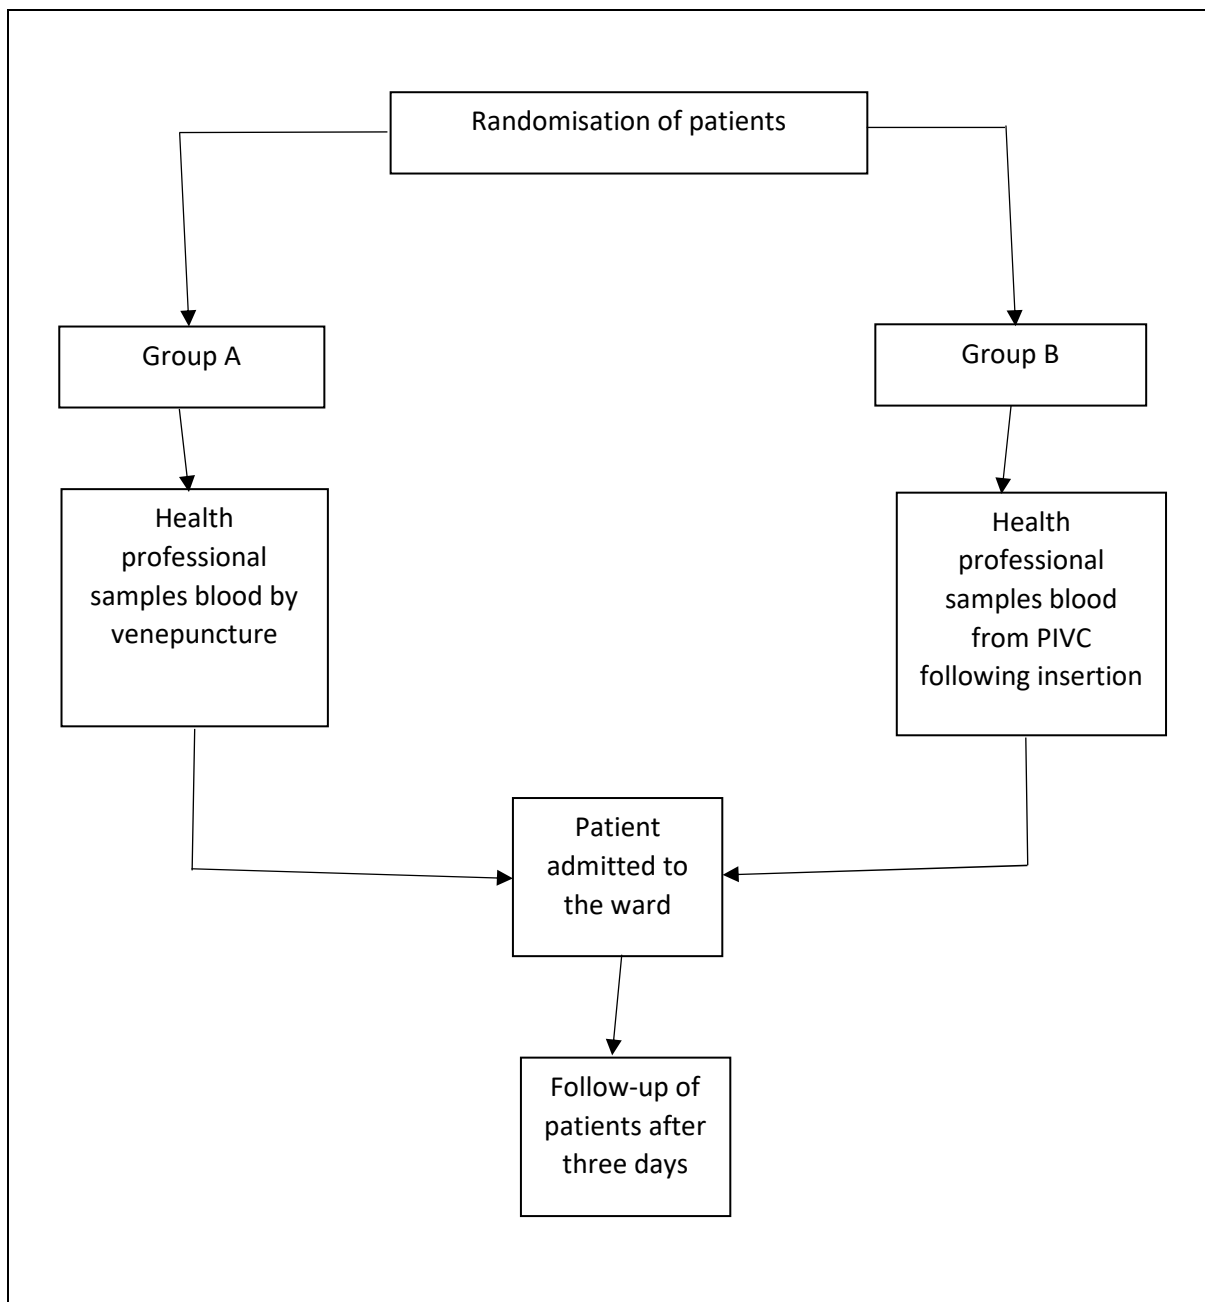 Randomisation of patients
Group A
Group B
Health
professional
samples blood by
venepuncture
Health
professional
samples blood
from PIVC
following insertion
Patient
admitted to
the ward
Follow-up of
patients after
three days